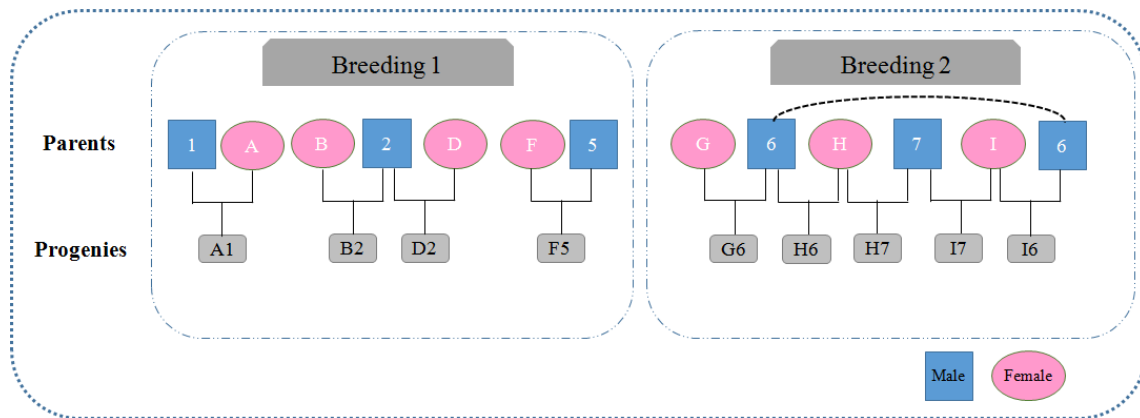 Breeding 1
Breeding 2
Parents
1 A B 2 D F 5 G 6 H 7 I 6
Progenies
A1 B2 D2 F5 G6 H6 H7 I7 I6
Male Female